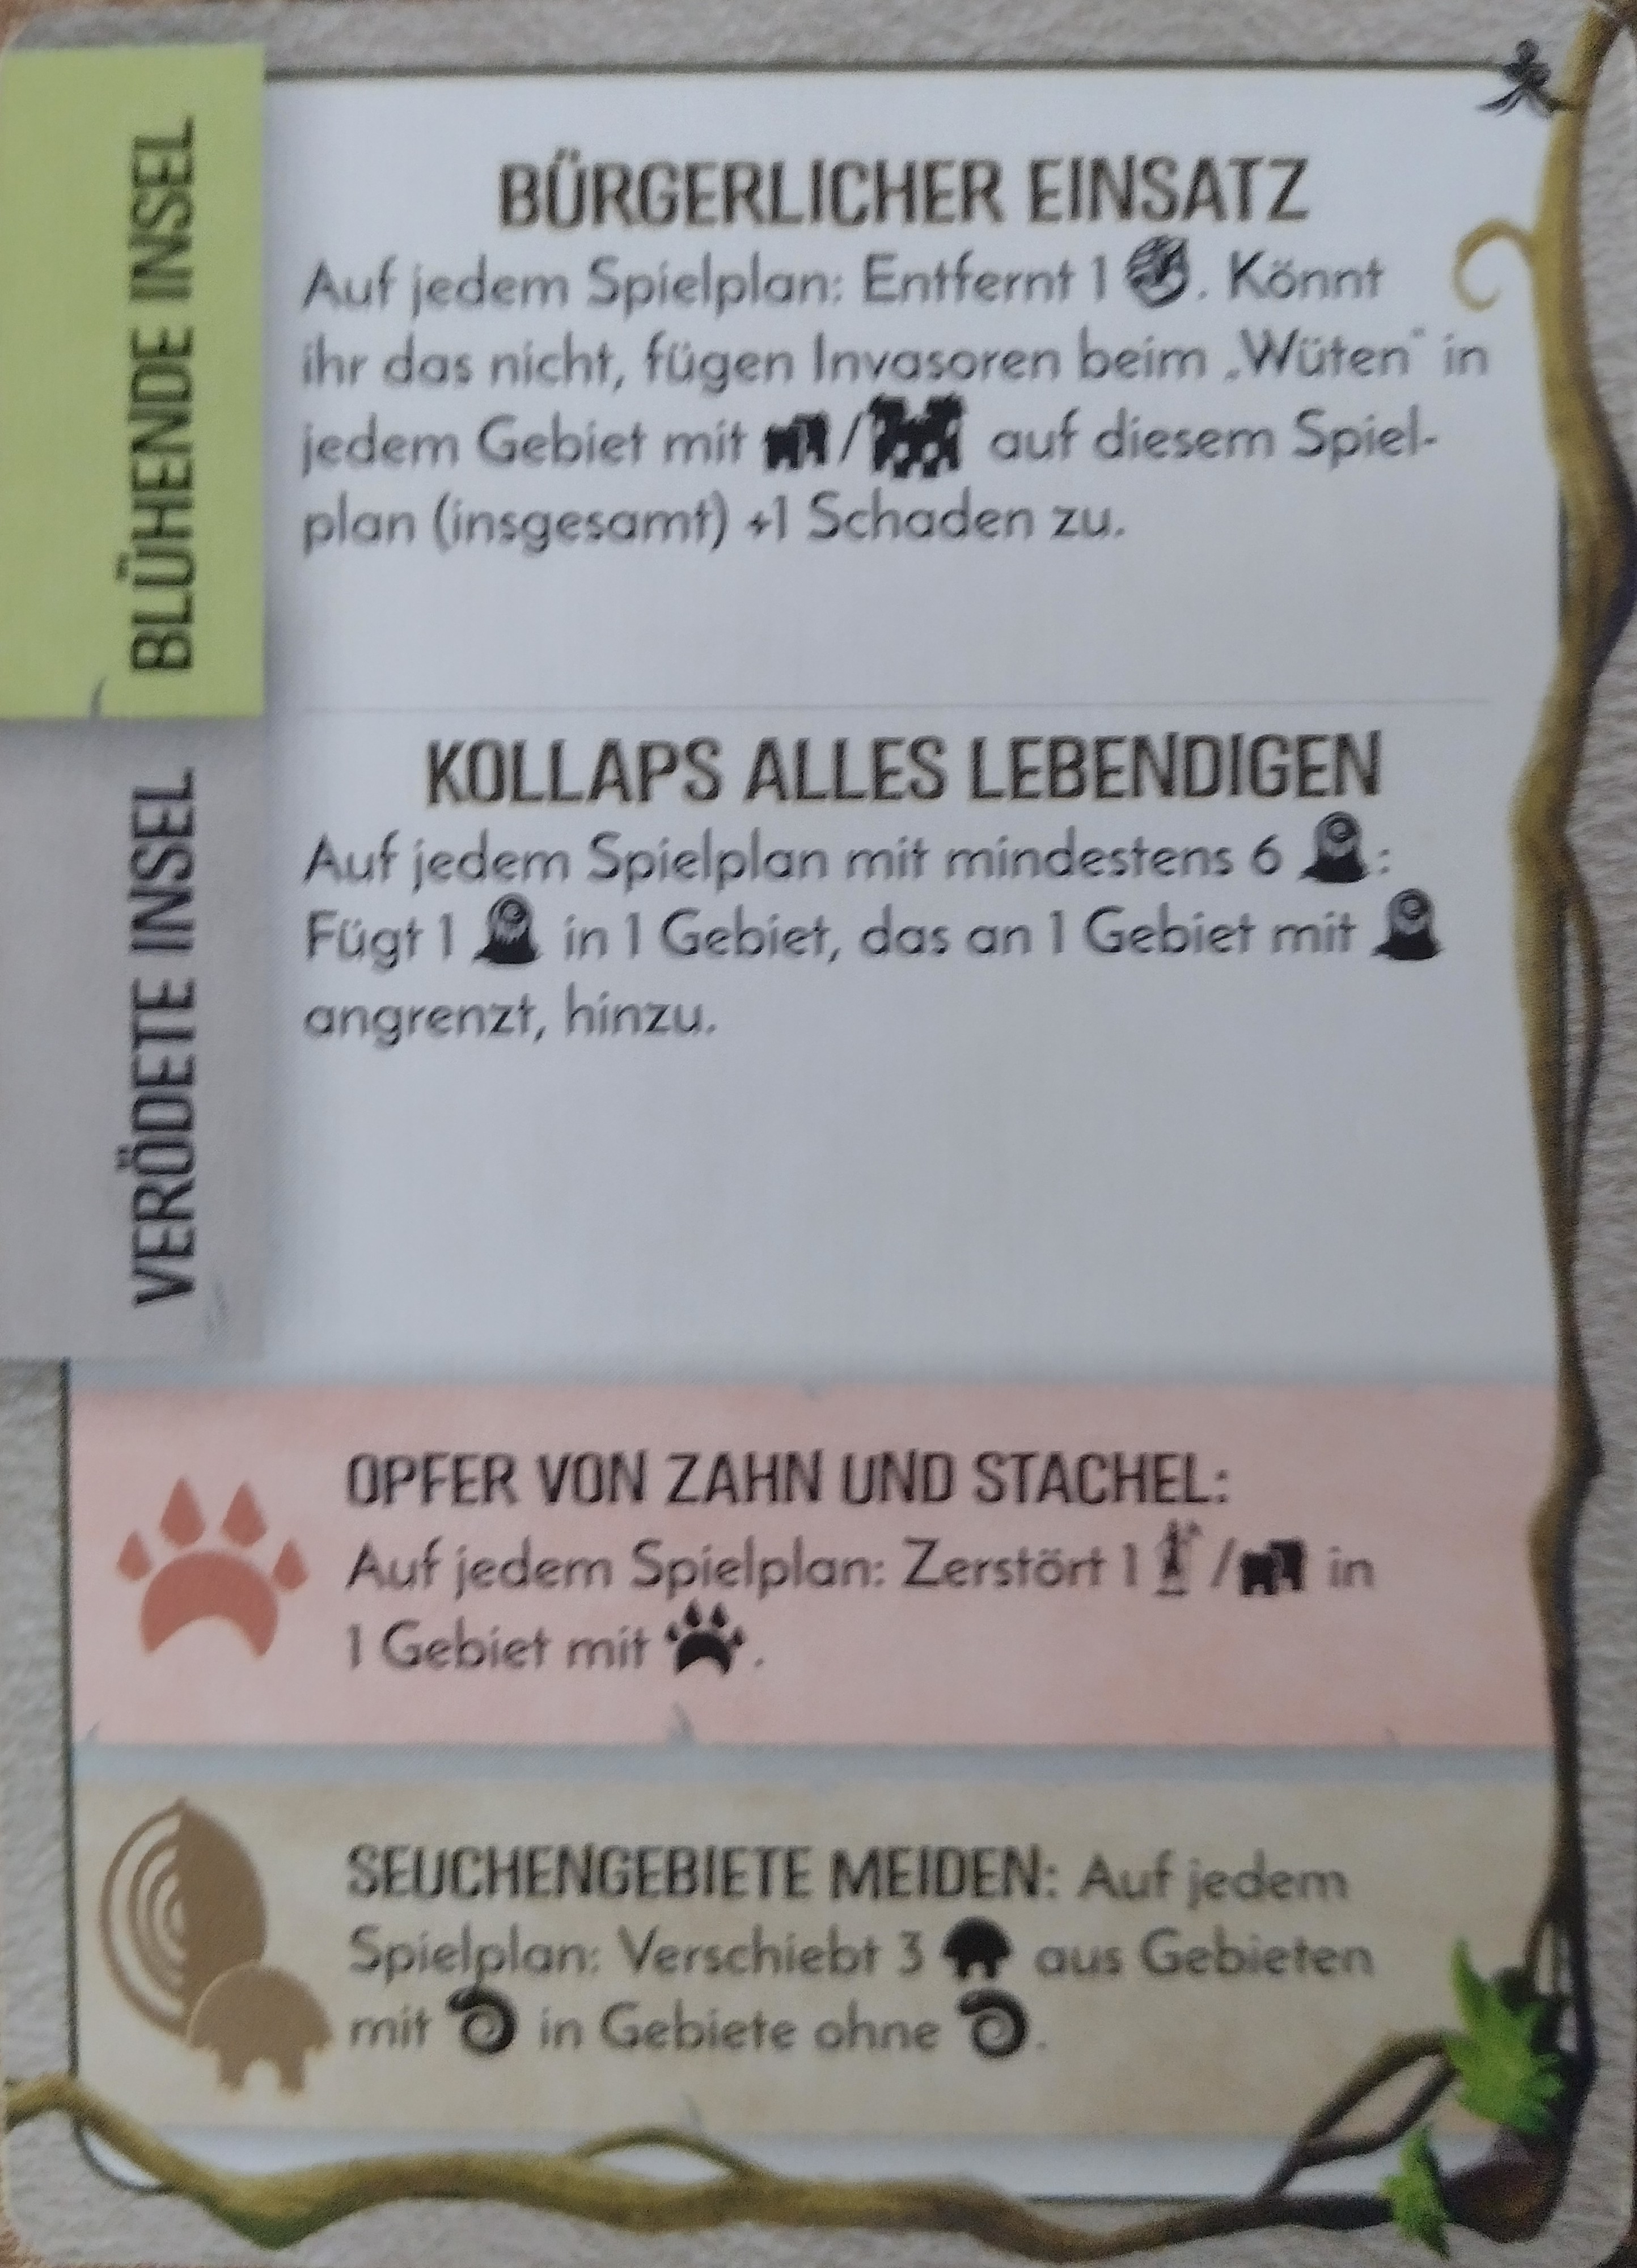 BLÜHENDE INSEL
BÜRGERLICHER EINSATZ
Auf jedem Spielplan: Entfernt 1 . Könnt
ihr das nicht, fügen Invasoren beim „Wüten“ in
jedem Gebiet mit / auf diesem Spiel-
plan (insgesamt) +1 Schaden zu.
VERÖDETE INSEL
KOLLAPS ALLES LEBENDIGEN
Auf jedem Spielplan mit mindestens 6 :
Fügt 1 in 1 Gebiet, das an 1 Gebiet mit
angrenzt, hinzu.
OPFER VON ZAHN UND STACHEL:
Auf jedem Spielplan: Zerstört 1 / in
1 Gebiet mit .
SEUCHENGEBIETE MEIDEN: Auf jedem
Spielplan: Verschiebt 3 aus Gebieten
mit in Gebiete ohne .